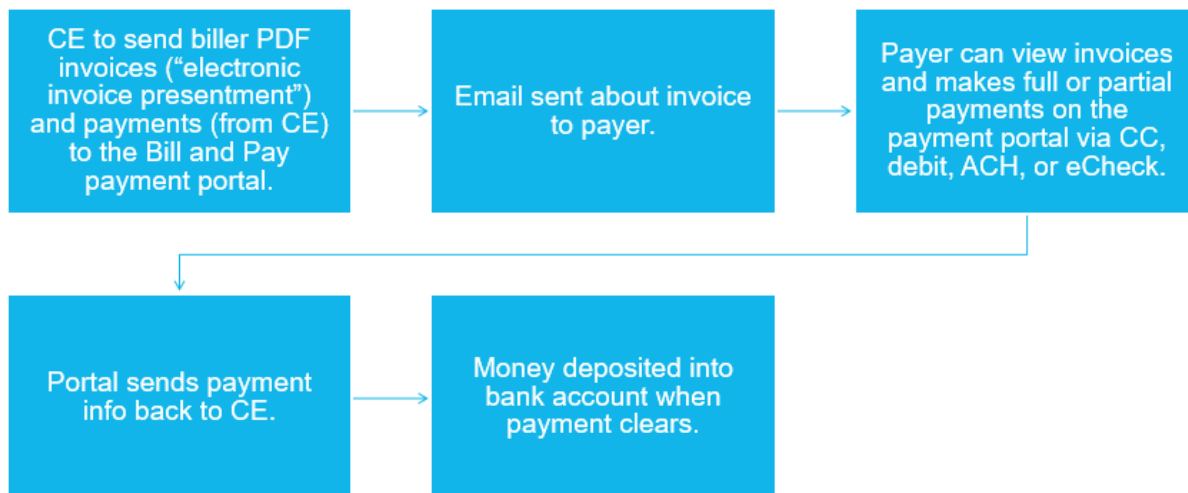 CE to send biller PDF
invoices (“electronic
invoice presentment”)
and payments (from CE)
to the Bill and Pay
payment portal.
Email sent about invoice
to payer.
Payer can view invoices
and makes full or partial
payments on the
payment portal via CC,
debit, ACH, or eCheck.
Portal sends payment
info back to CE.
Money deposited into
bank account when
payment clears.